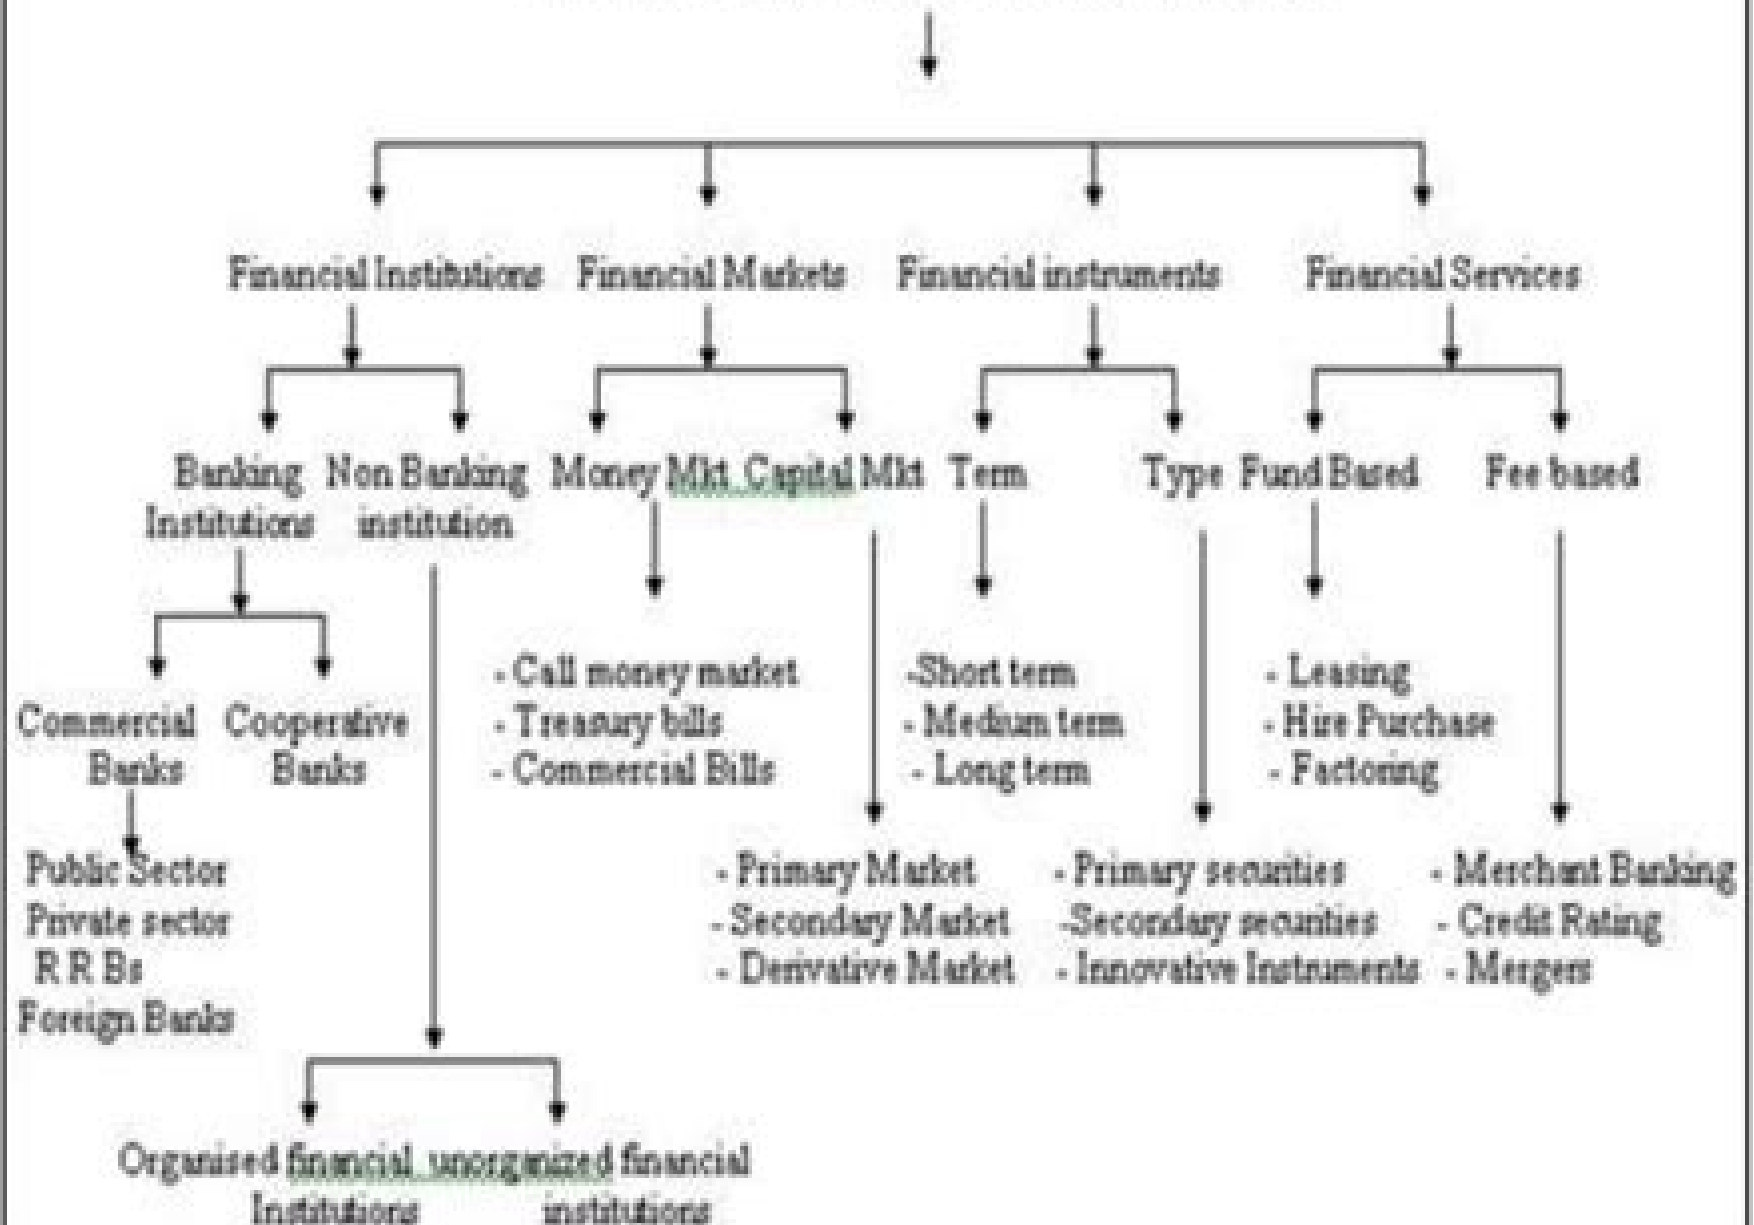 Financial Institutions Financial Markets Financial instruments Financial Services
Banking Non Banking Money Mkt Capital Mkt Term Type Fund Based Fee based
Institutions institution
- Call money market -Short term - Leasing
Commercial Cooperative - Treasury bills - Medium term - Hire Purchase
Banks Banks - Commercial Bills - Long term - Factoring
Public Sector - Primary Market - Primary securities - Merchant Banking
Private sector - Secondary Market -Secondary securities - Credit Rating
R R Bs - Derivative Market - Innovative Instruments - Mergers
Foreign Banks
Organised financial unorganized financial
Institutions institutions